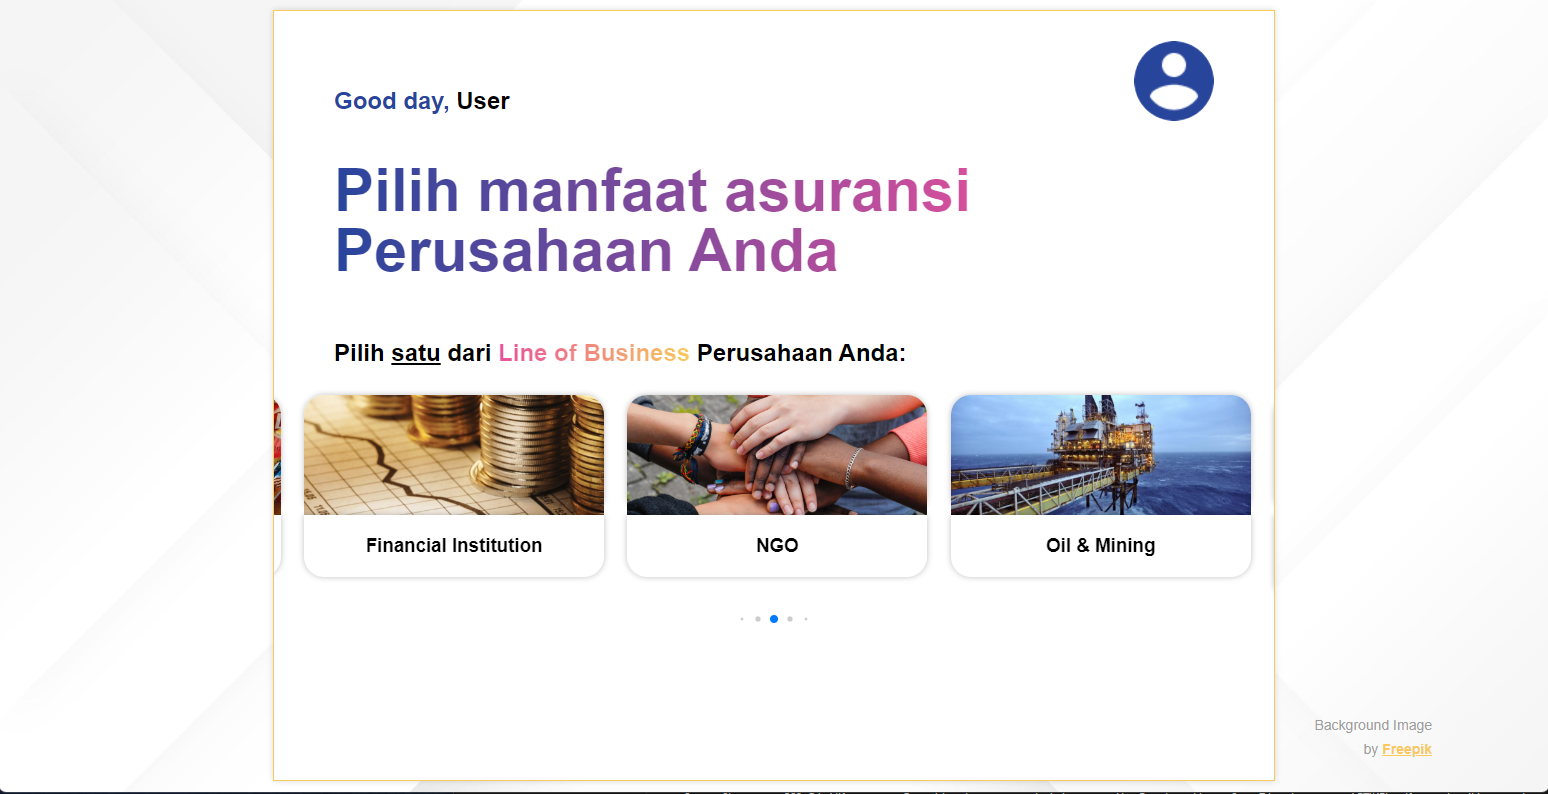 Good day, User
Pilih manfaat asuransi
Perusahaan Anda
Pilih satu dari Line of Business Perusahaan Anda:
Financial Institution
NGO
Oil & Mining
Background Image
by Freepik